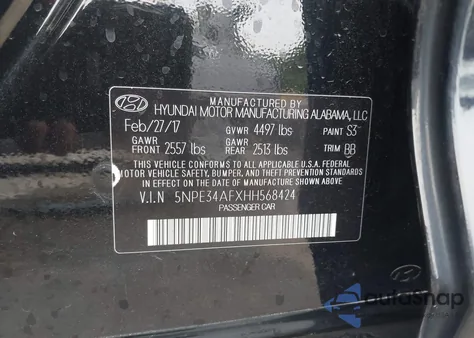 MANUFACTURED BY
HYUNDAI MOTOR MANUFACTURING ALABAMA, LLC
Feb/27/17 GVWR 4497 lbs PAINT S3
GAWR FRONT 2557 lbs GAWR REAR 2513 lbs TRIM BB
THIS VEHICLE CONFORMS TO ALL APPLICABLE U.S.A. FEDERAL
MOTOR VEHICLE SAFETY, BUMPER, AND THEFT PREVENTION
STANDARDS IN EFFECT ON THE DATE OF MANUFACTURE
SHOWN ABOVE.
V.I.N 5NPE34AFXHH568424
PASSENGER CAR
autosnap